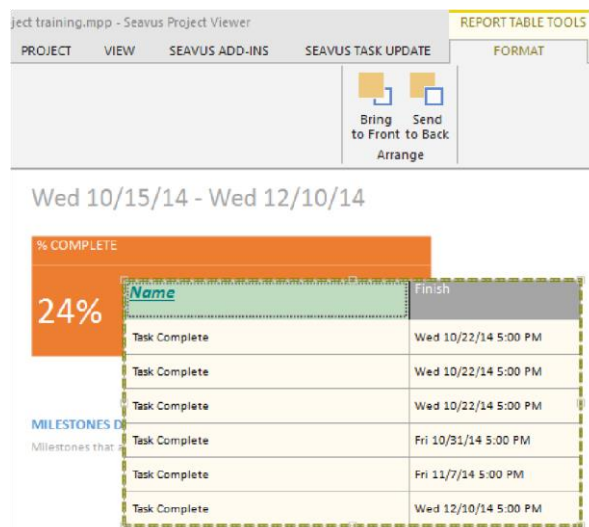 ject training.mpp - Seavus Project Viewer
REPORT TABLE TOOLS
PROJECT VIEW SEAVUS ADD-INS SEAVUS TASK UPDATE FORMAT
Bring to Front
Send to Back
Arrange
Wed 10/15/14 - Wed 12/10/14
% COMPLETE
24%
Name Finish
Task Complete Wed 10/22/14 5:00 PM
Task Complete Wed 10/22/14 5:00 PM
Task Complete Wed 10/22/14 5:00 PM
Task Complete Fri 10/31/14 5:00 PM
Task Complete Fri 11/7/14 5:00 PM
Task Complete Wed 12/10/14 5:00 PM
MILESTONES D
Milestones that a